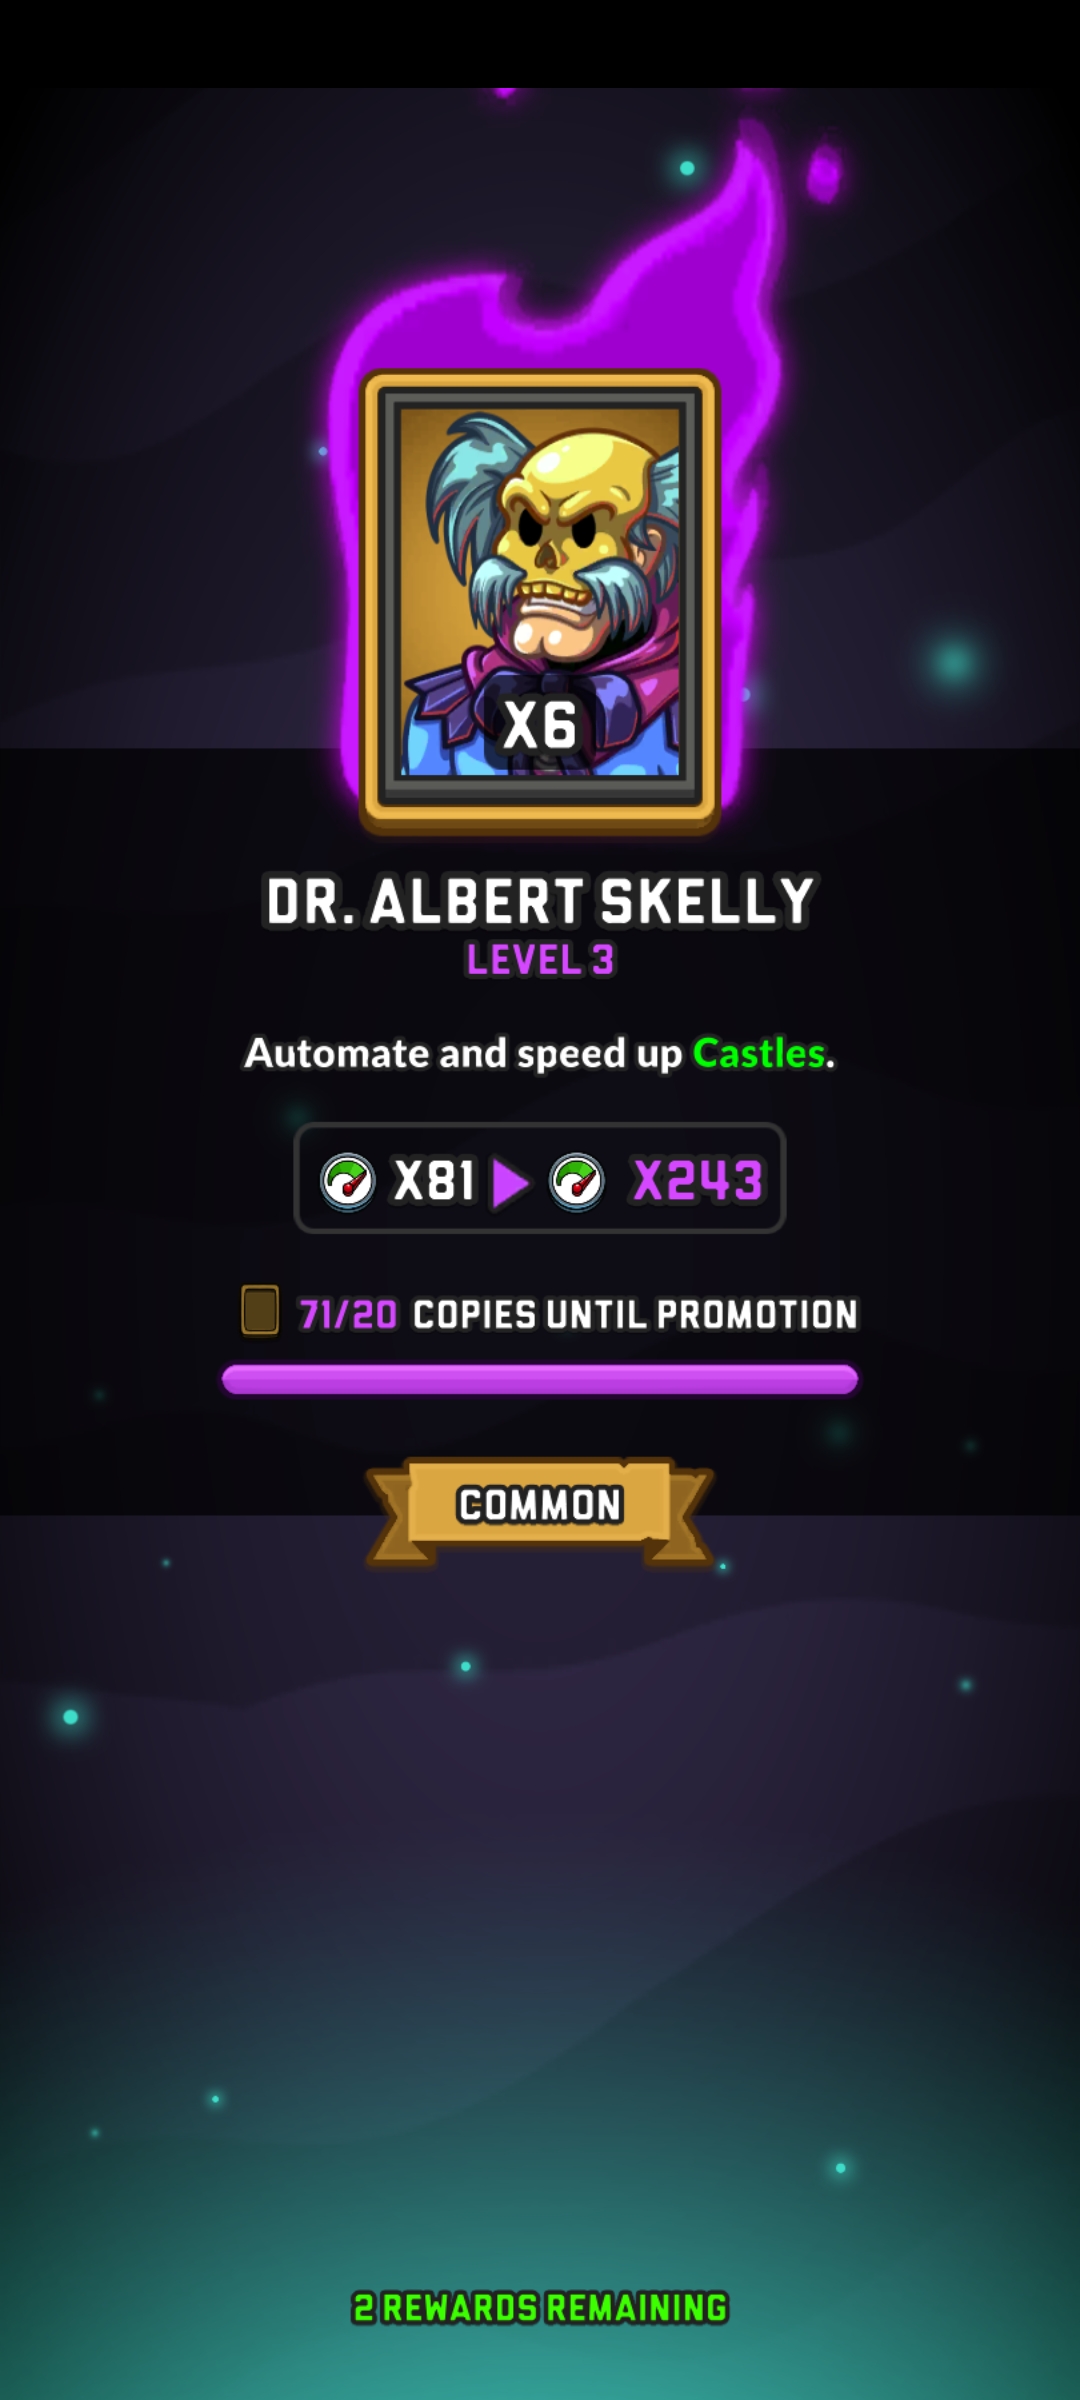 X6
DR. ALBERT SKELLY
LEVEL 3
Automate and speed up Castles.
X81 X243
71/20 COPIES UNTIL PROMOTION
COMMON
2 REWARDS REMAINING